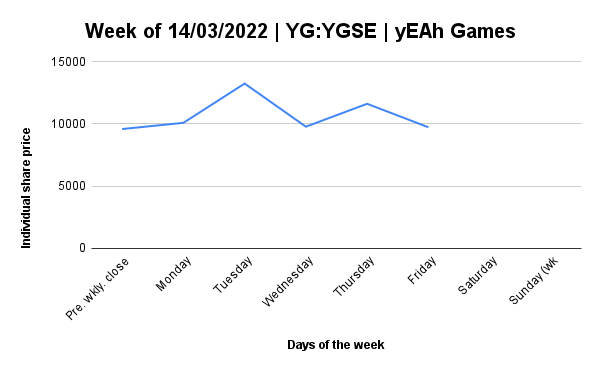 Week of 14/03/2022 | YG:YGSE | yEAh Games
Individual share price
15000
10000
5000
0
Pre. wkly. close
Monday
Tuesday
Wednesday
Thursday
Friday
Saturday
Sunday (wk
Days of the week